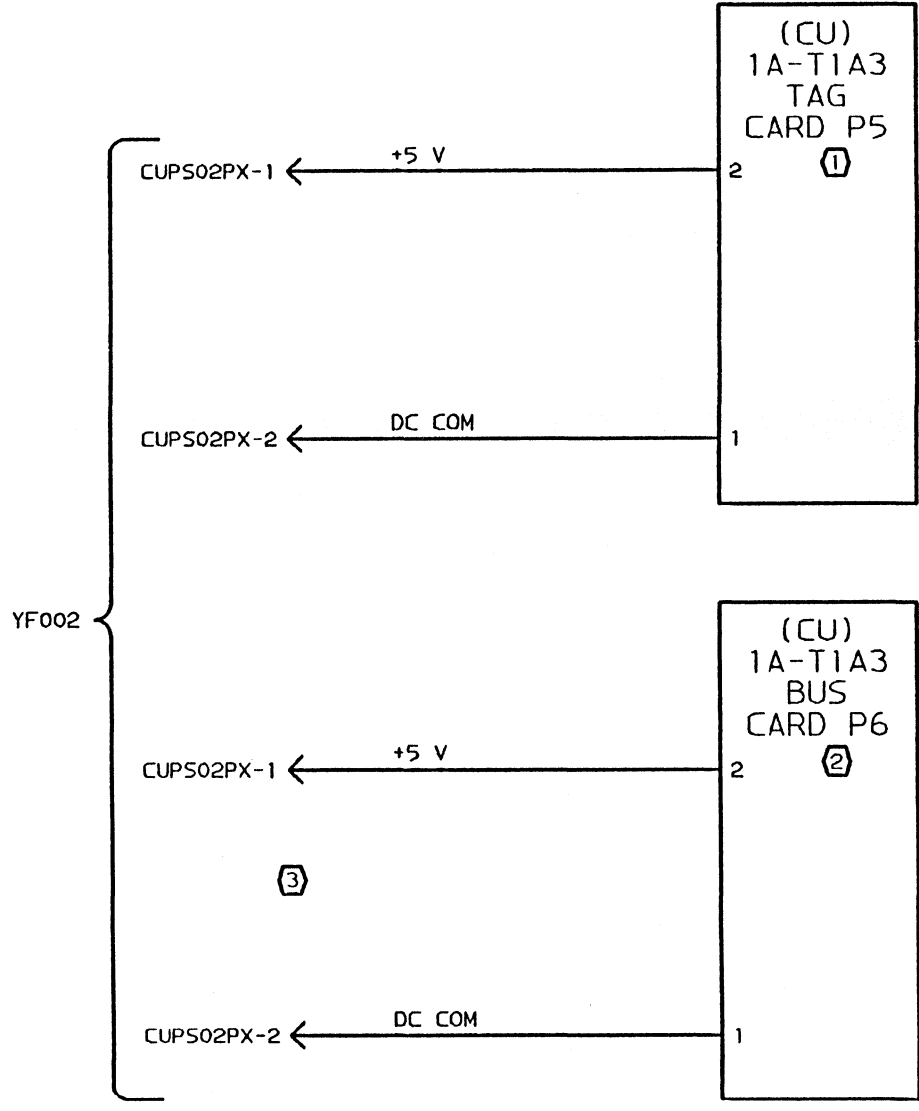 (CU)
1A-T1A3
TAG
CARD P5
1
CUPS02PX-1
+5 V
2
CUPS02PX-2
DC COM
1
YF002
(CU)
1A-T1A3
BUS
CARD P6
2
CUPS02PX-1
+5 V
2
3
CUPS02PX-2
DC COM
1